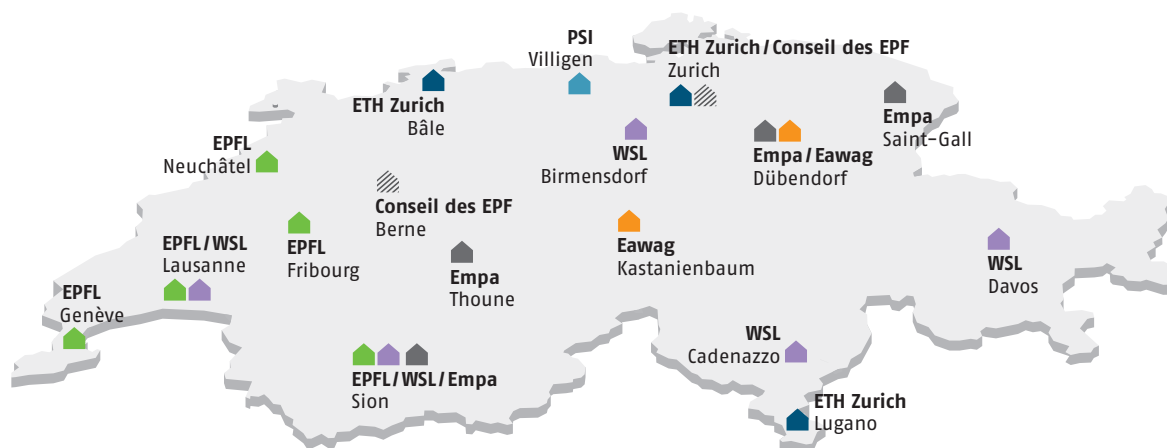 PSI
Villigen
ETH Zurich / Conseil des EPF
Zurich
ETH Zurich
Bâle
Empa
Saint-Gall
EPFL
Neuchâtel
WSL
Birmensdorf
Empa / Eawag
Dübendorf
Conseil des EPF
Berne
EPFL / WSL
Lausanne
EPFL
Fribourg
Empa
Thoune
Eawag
Kastanienbaum
WSL
Davos
EPFL
Genève
WSL
Cadenazzo
EPFL / WSL / Empa
Sion
ETH Zurich
Lugano